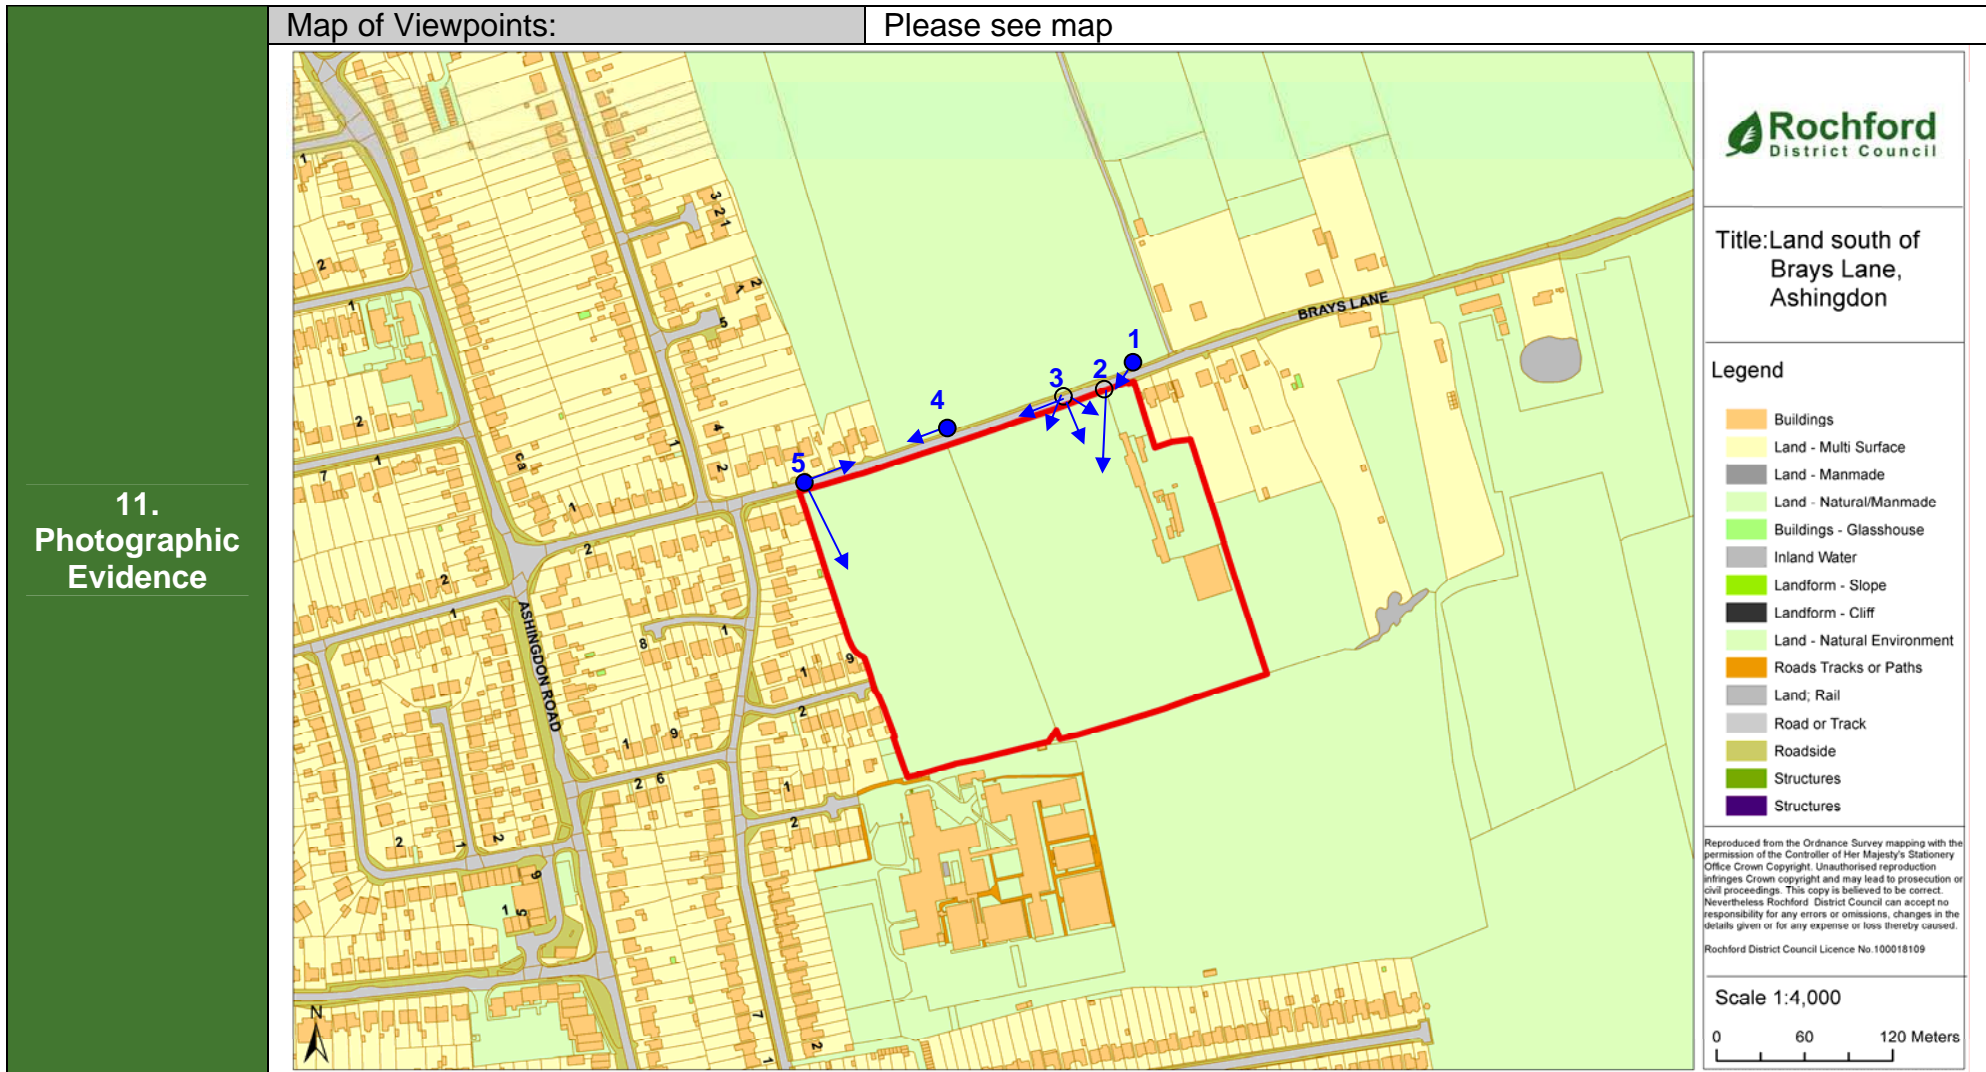 Map of Viewpoints:
Please see map
11.
Photographic
Evidence
1
2
3
4
5
BRAYS LANE
ASHINGDON ROAD
N
Rochford
District Council
Title:Land south of
Brays Lane,
Ashingdon
Legend
Buildings
Land - Multi Surface
Land - Manmade
Land - Natural/Manmade
Buildings - Glasshouse
Inland Water
Landform - Slope
Landform - Cliff
Land - Natural Environment
Roads Tracks or Paths
Land; Rail
Road or Track
Roadside
Structures
Structures
Reproduced from the Ordnance Survey mapping with the
permission of the Controller of Her Majesty's Stationery
Office Crown Copyright. Unauthorised reproduction
infringes Crown copyright and may lead to prosecution or
civil proceedings. This copy is believed to be correct.
Nevertheless Rochford District Council can accept no
responsibility for any errors or omissions, changes in the
details given or for any expense or loss thereby caused.
Rochford District Council Licence No.100018109
Scale 1:4,000
0 60 120 Meters